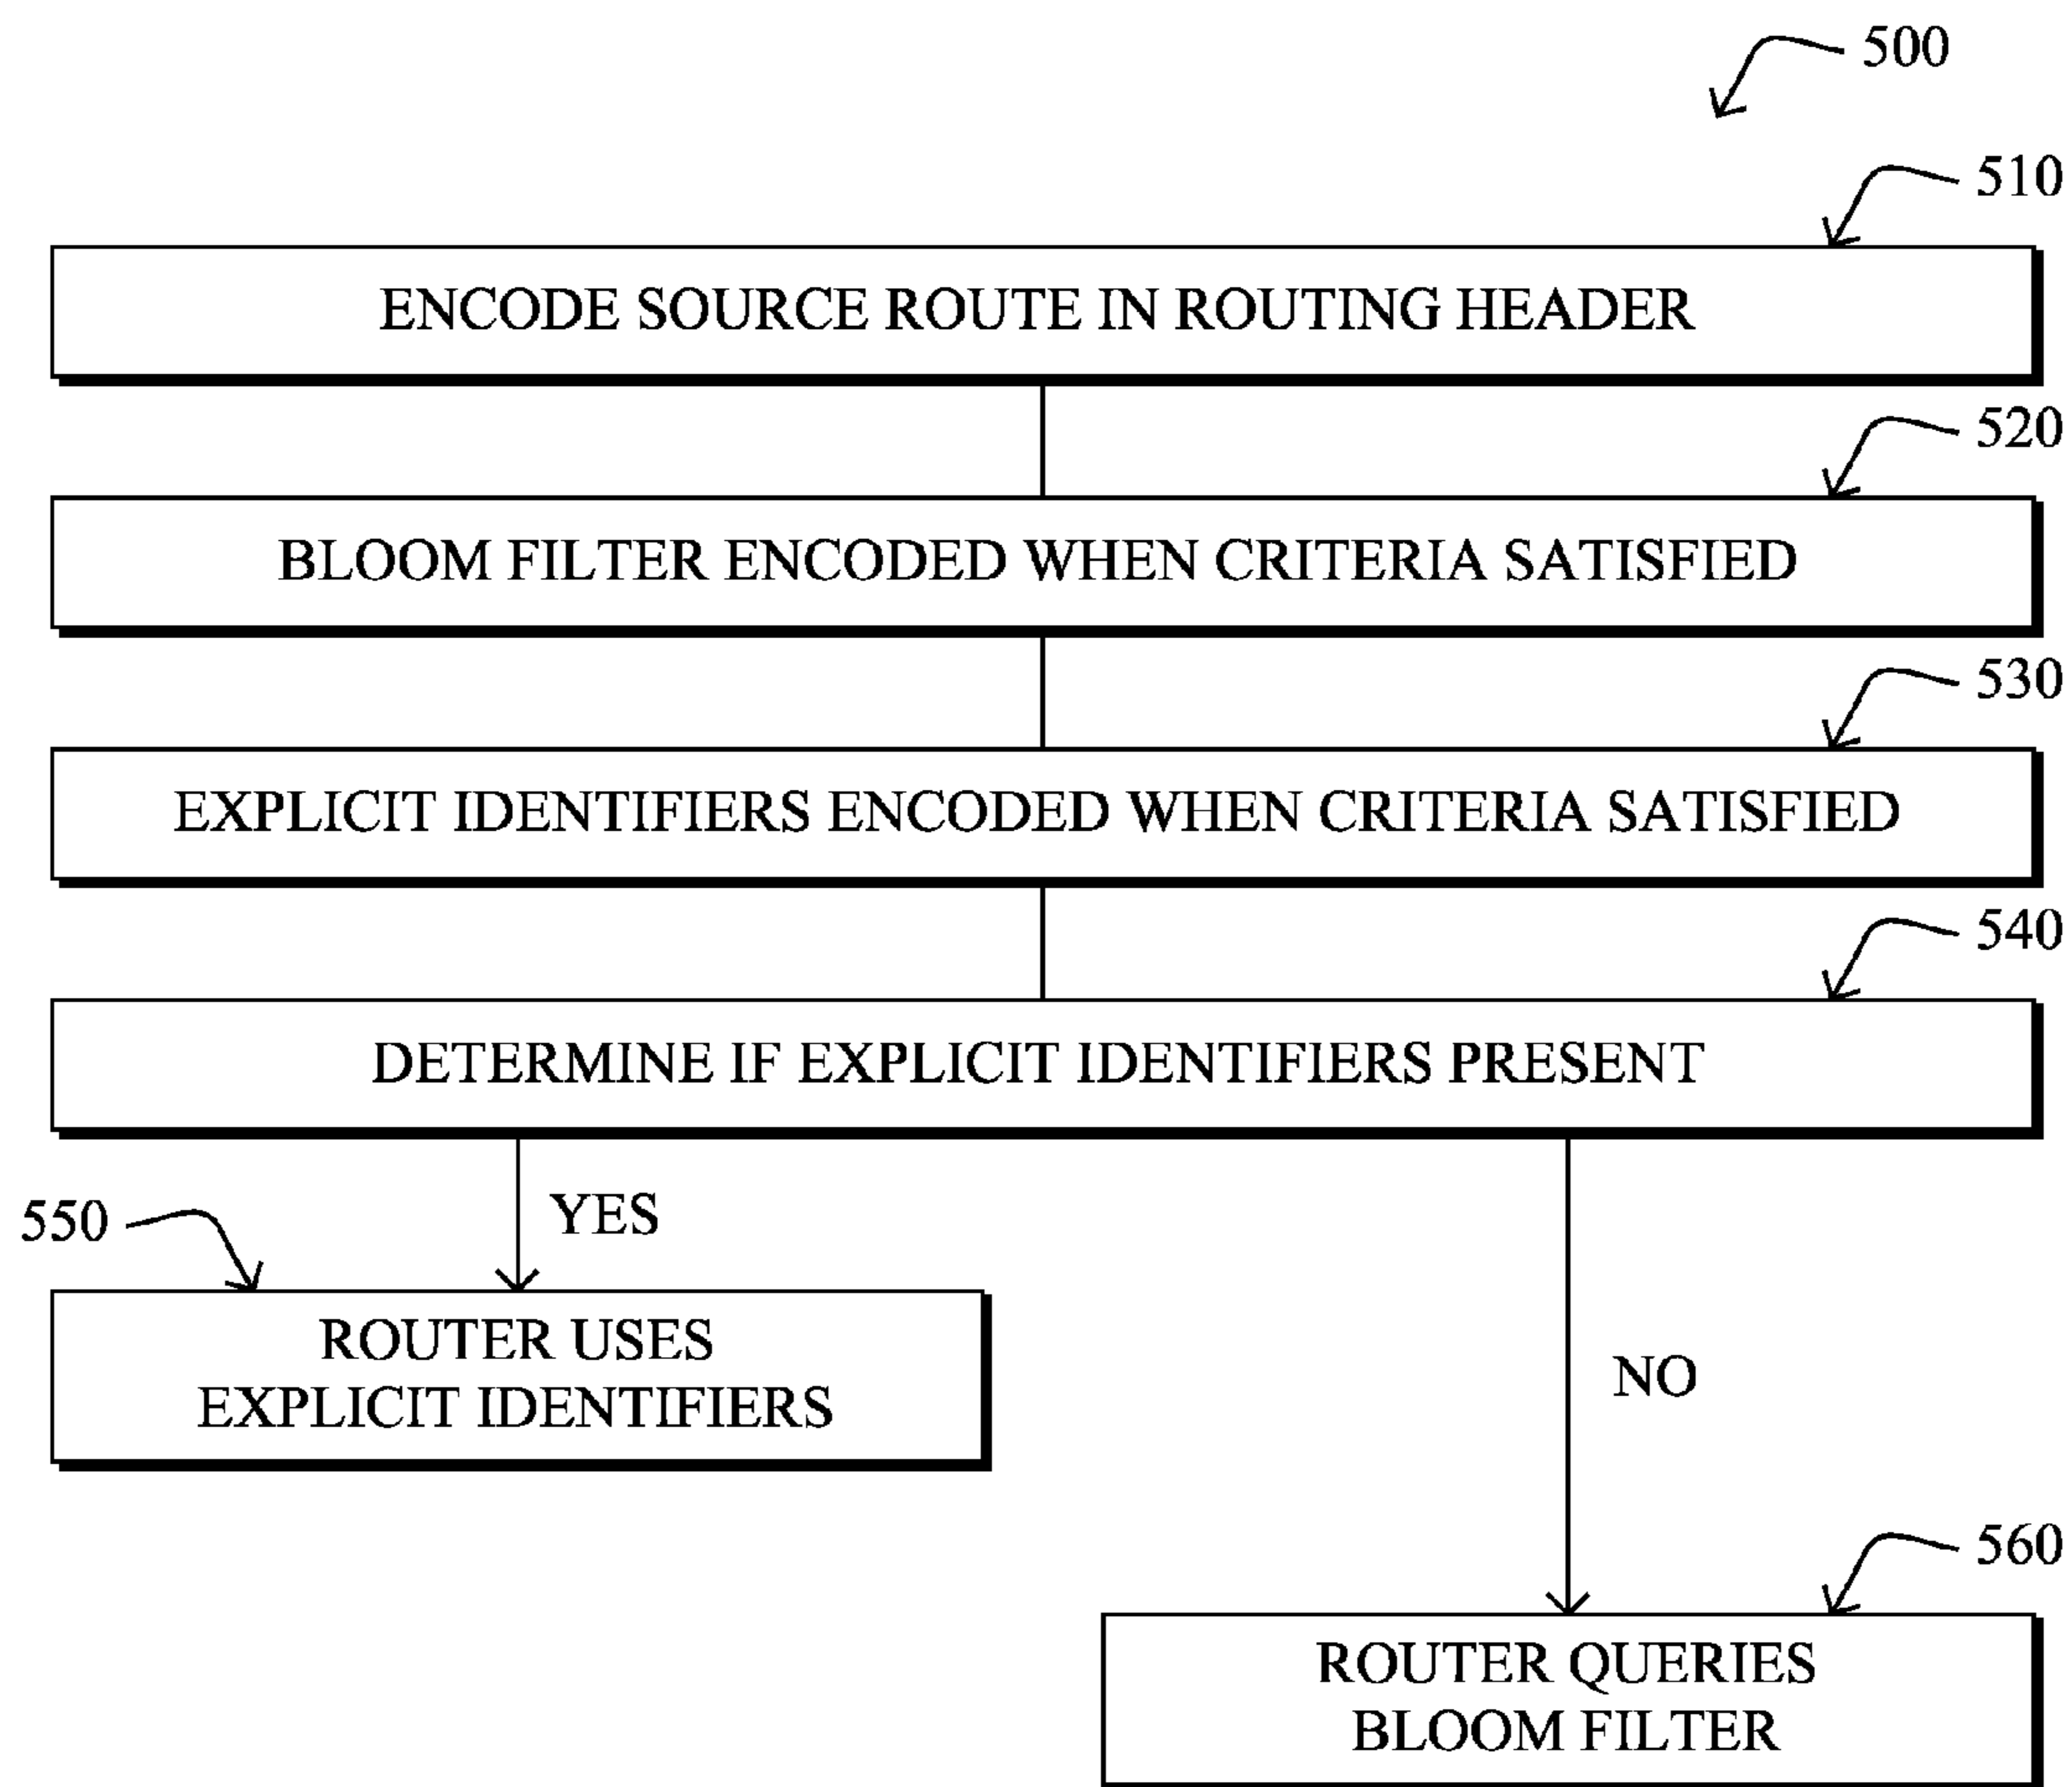 500
510
ENCODE SOURCE ROUTE IN ROUTING HEADER
520
BLOOM FILTER ENCODED WHEN CRITERIA SATISFIED
530
EXPLICIT IDENTIFIERS ENCODED WHEN CRITERIA SATISFIED
540
DETERMINE IF EXPLICIT IDENTIFIERS PRESENT
550
YES
ROUTER USES
EXPLICIT IDENTIFIERS
NO
560
ROUTER QUERIES
BLOOM FILTER